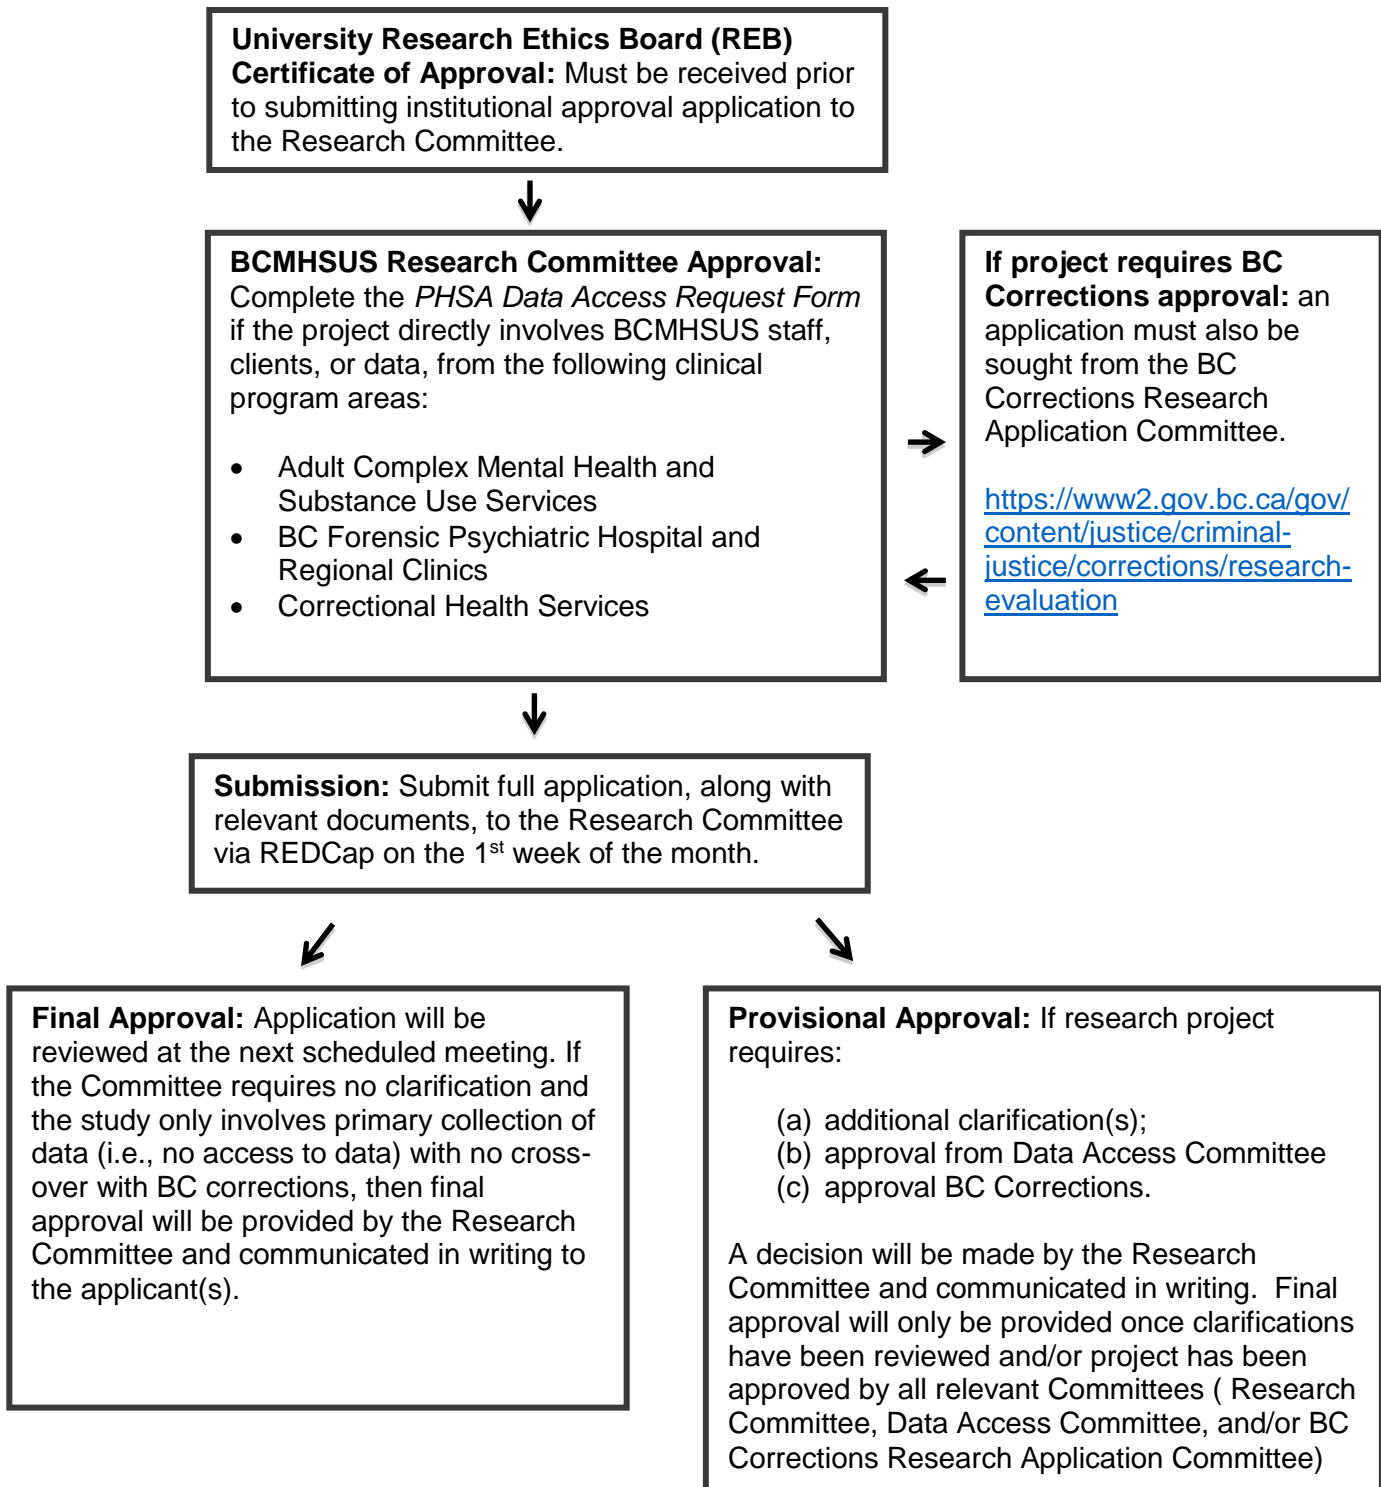 University Research Ethics Board (REB)
Certificate of Approval: Must be received prior
to submitting institutional approval application to
the Research Committee.
BCMHSUS Research Committee Approval:
Complete the PHSA Data Access Request Form
if the project directly involves BCMHSUS staff,
clients, or data, from the following clinical
program areas:
• Adult Complex Mental Health and
Substance Use Services
• BC Forensic Psychiatric Hospital and
Regional Clinics
• Correctional Health Services
If project requires BC
Corrections approval: an
application must also be
sought from the BC
Corrections Research
Application Committee.
https://www2.gov.bc.ca/gov/
content/justice/criminal-
justice/corrections/research-
evaluation
Submission: Submit full application, along with
relevant documents, to the Research Committee
via REDCap on the 1st week of the month.
Final Approval: Application will be
reviewed at the next scheduled meeting. If
the Committee requires no clarification and
the study only involves primary collection of
data (i.e., no access to data) with no cross-
over with BC corrections, then final
approval will be provided by the Research
Committee and communicated in writing to
the applicant(s).
Provisional Approval: If research project
requires:
(a) additional clarification(s);
(b) approval from Data Access Committee
(c) approval BC Corrections.
A decision will be made by the Research
Committee and communicated in writing.  Final
approval will only be provided once clarifications
have been reviewed and/or project has been
approved by all relevant Committees ( Research
Committee, Data Access Committee, and/or BC
Corrections Research Application Committee)